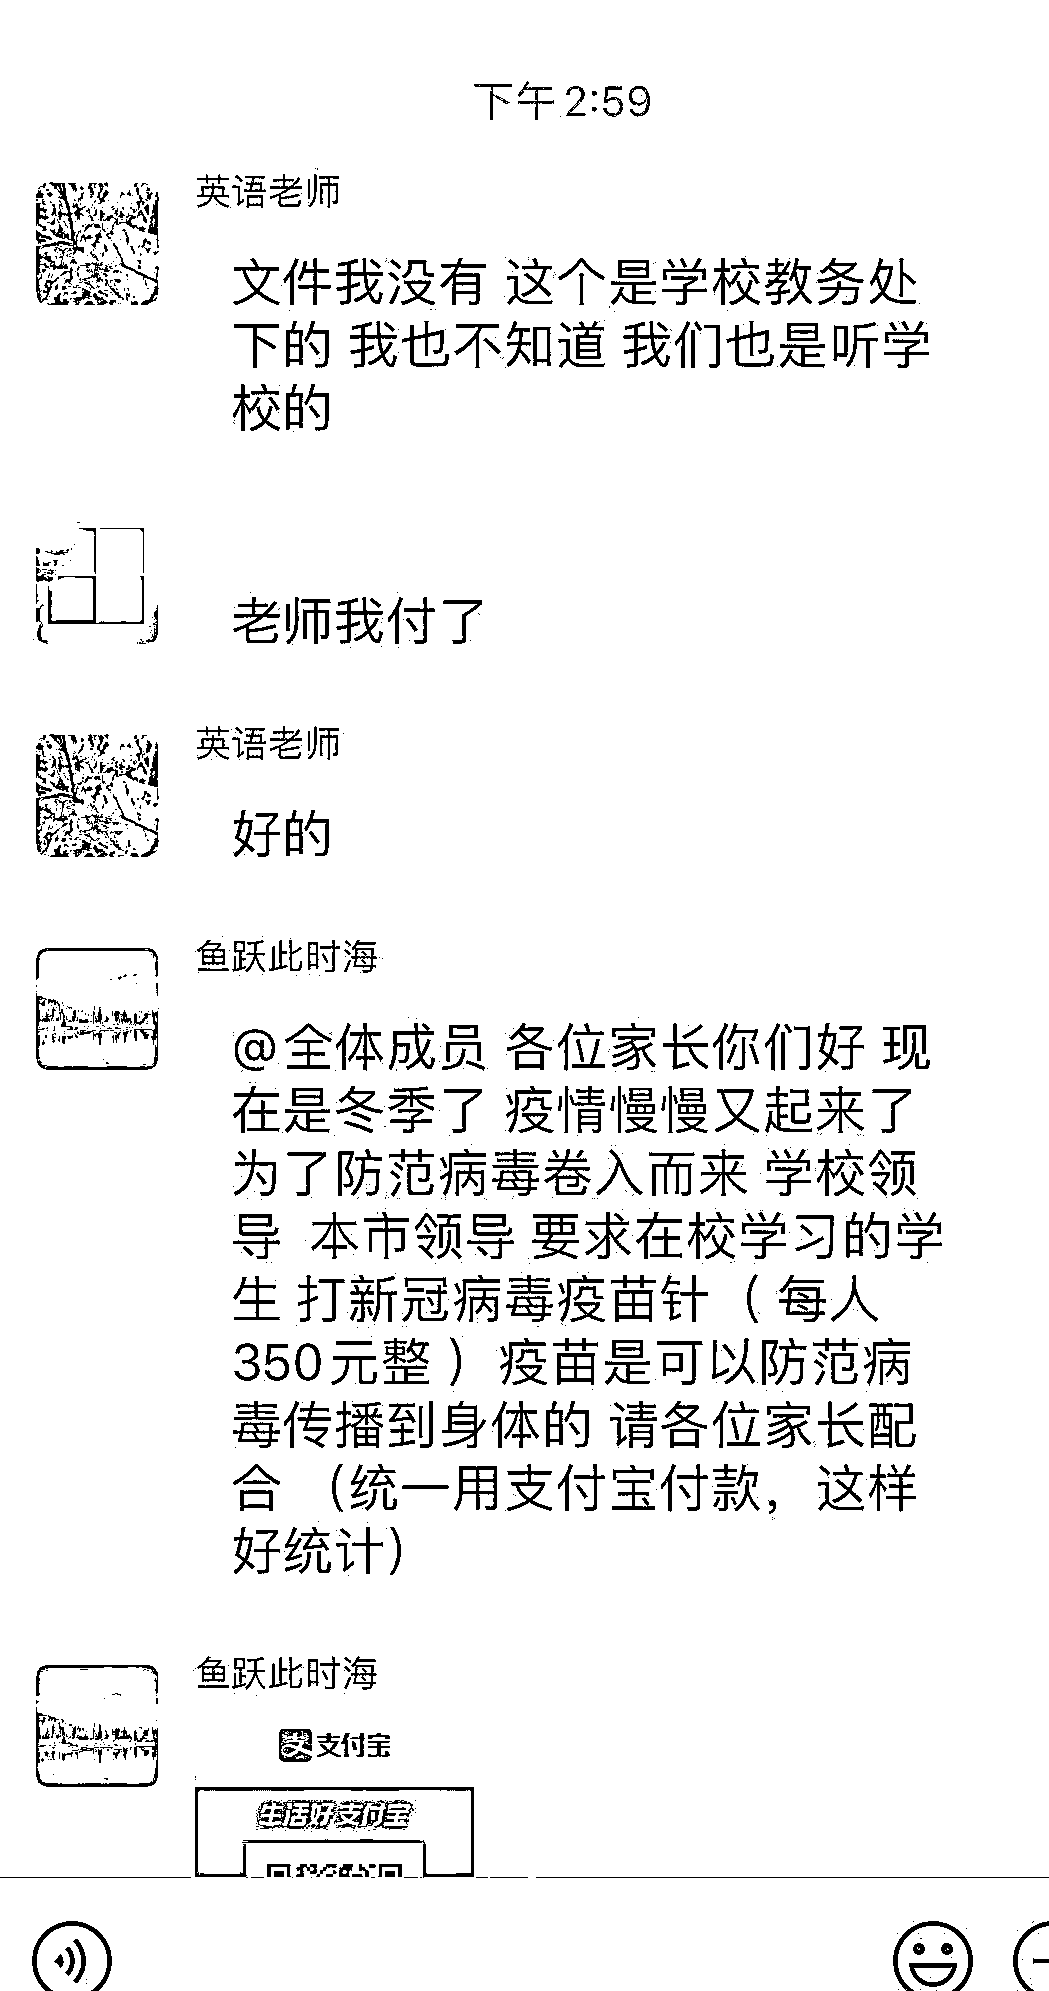 下午2:59
英语老师
文件我没有 这个是学校教务处
下的 我也不知道 我们也是听学
校的
老师我付了
英语老师
好的
鱼跃此时海
@全体成员 各位家长你们好 现
在是冬季了 疫情慢慢又起来了
为了防范病毒卷入而来 学校领
导 本市领导 要求在校学习的学
生 打新冠病毒疫苗针（ 每人
350元整 ）疫苗是可以防范病
毒传播到身体的 请各位家长配
合 （统一用支付宝付款，这样
好统计）
鱼跃此时海
支付宝
生活好支付宝